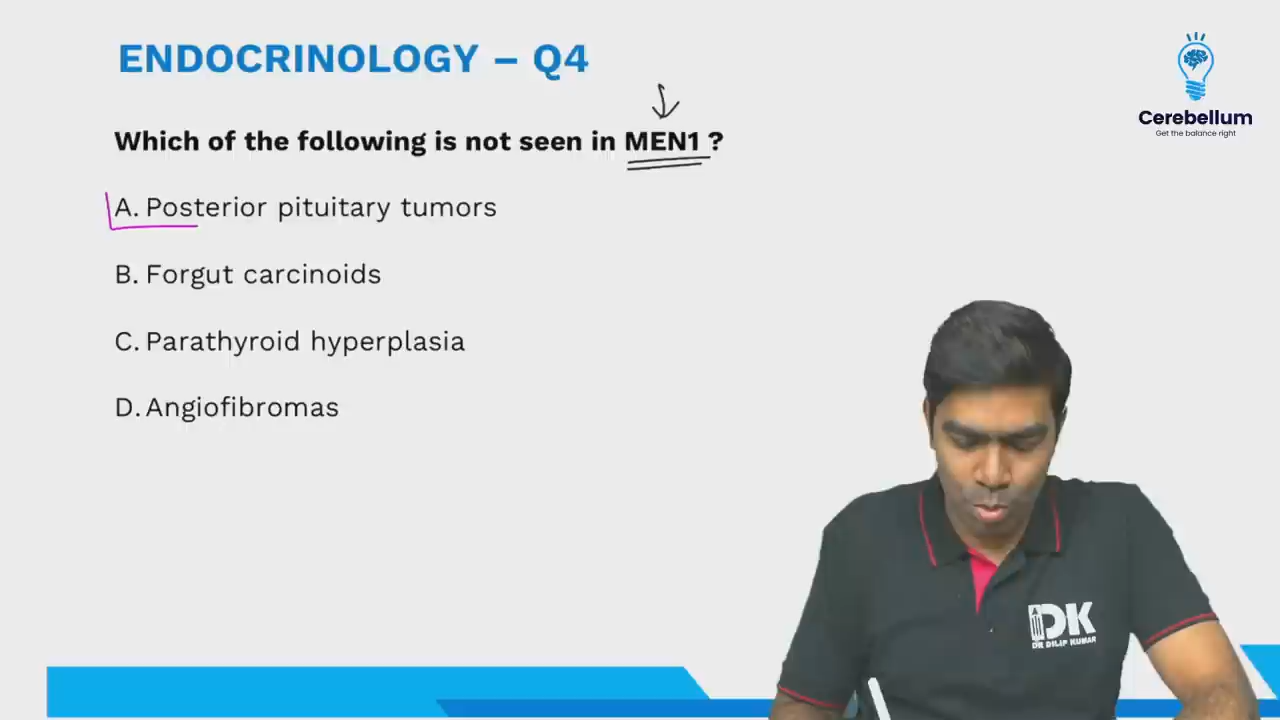 ENDOCRINOLOGY – Q4
Cerebellum
Get the balance right
Which of the following is not seen in MEN1 ?
A. Posterior pituitary tumors
B. Forgut carcinoids
C. Parathyroid hyperplasia
D. Angiofibromas
DK
DR DILIP KUMAR